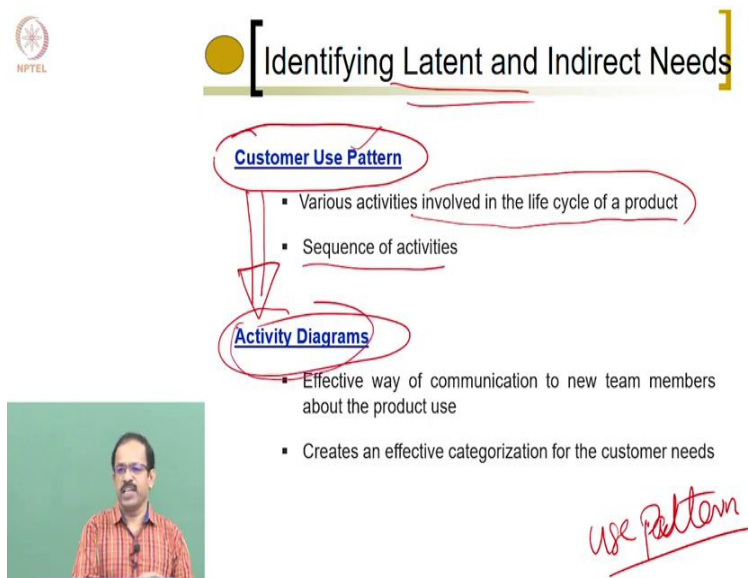 NPTEL
Identifying Latent and Indirect Needs
Customer Use Pattern
▪ Various activities involved in the life cycle of a product
▪ Sequence of activities
Activity Diagrams
▪ Effective way of communication to new team members
about the product use
▪ Creates an effective categorization for the customer needs
use pattern